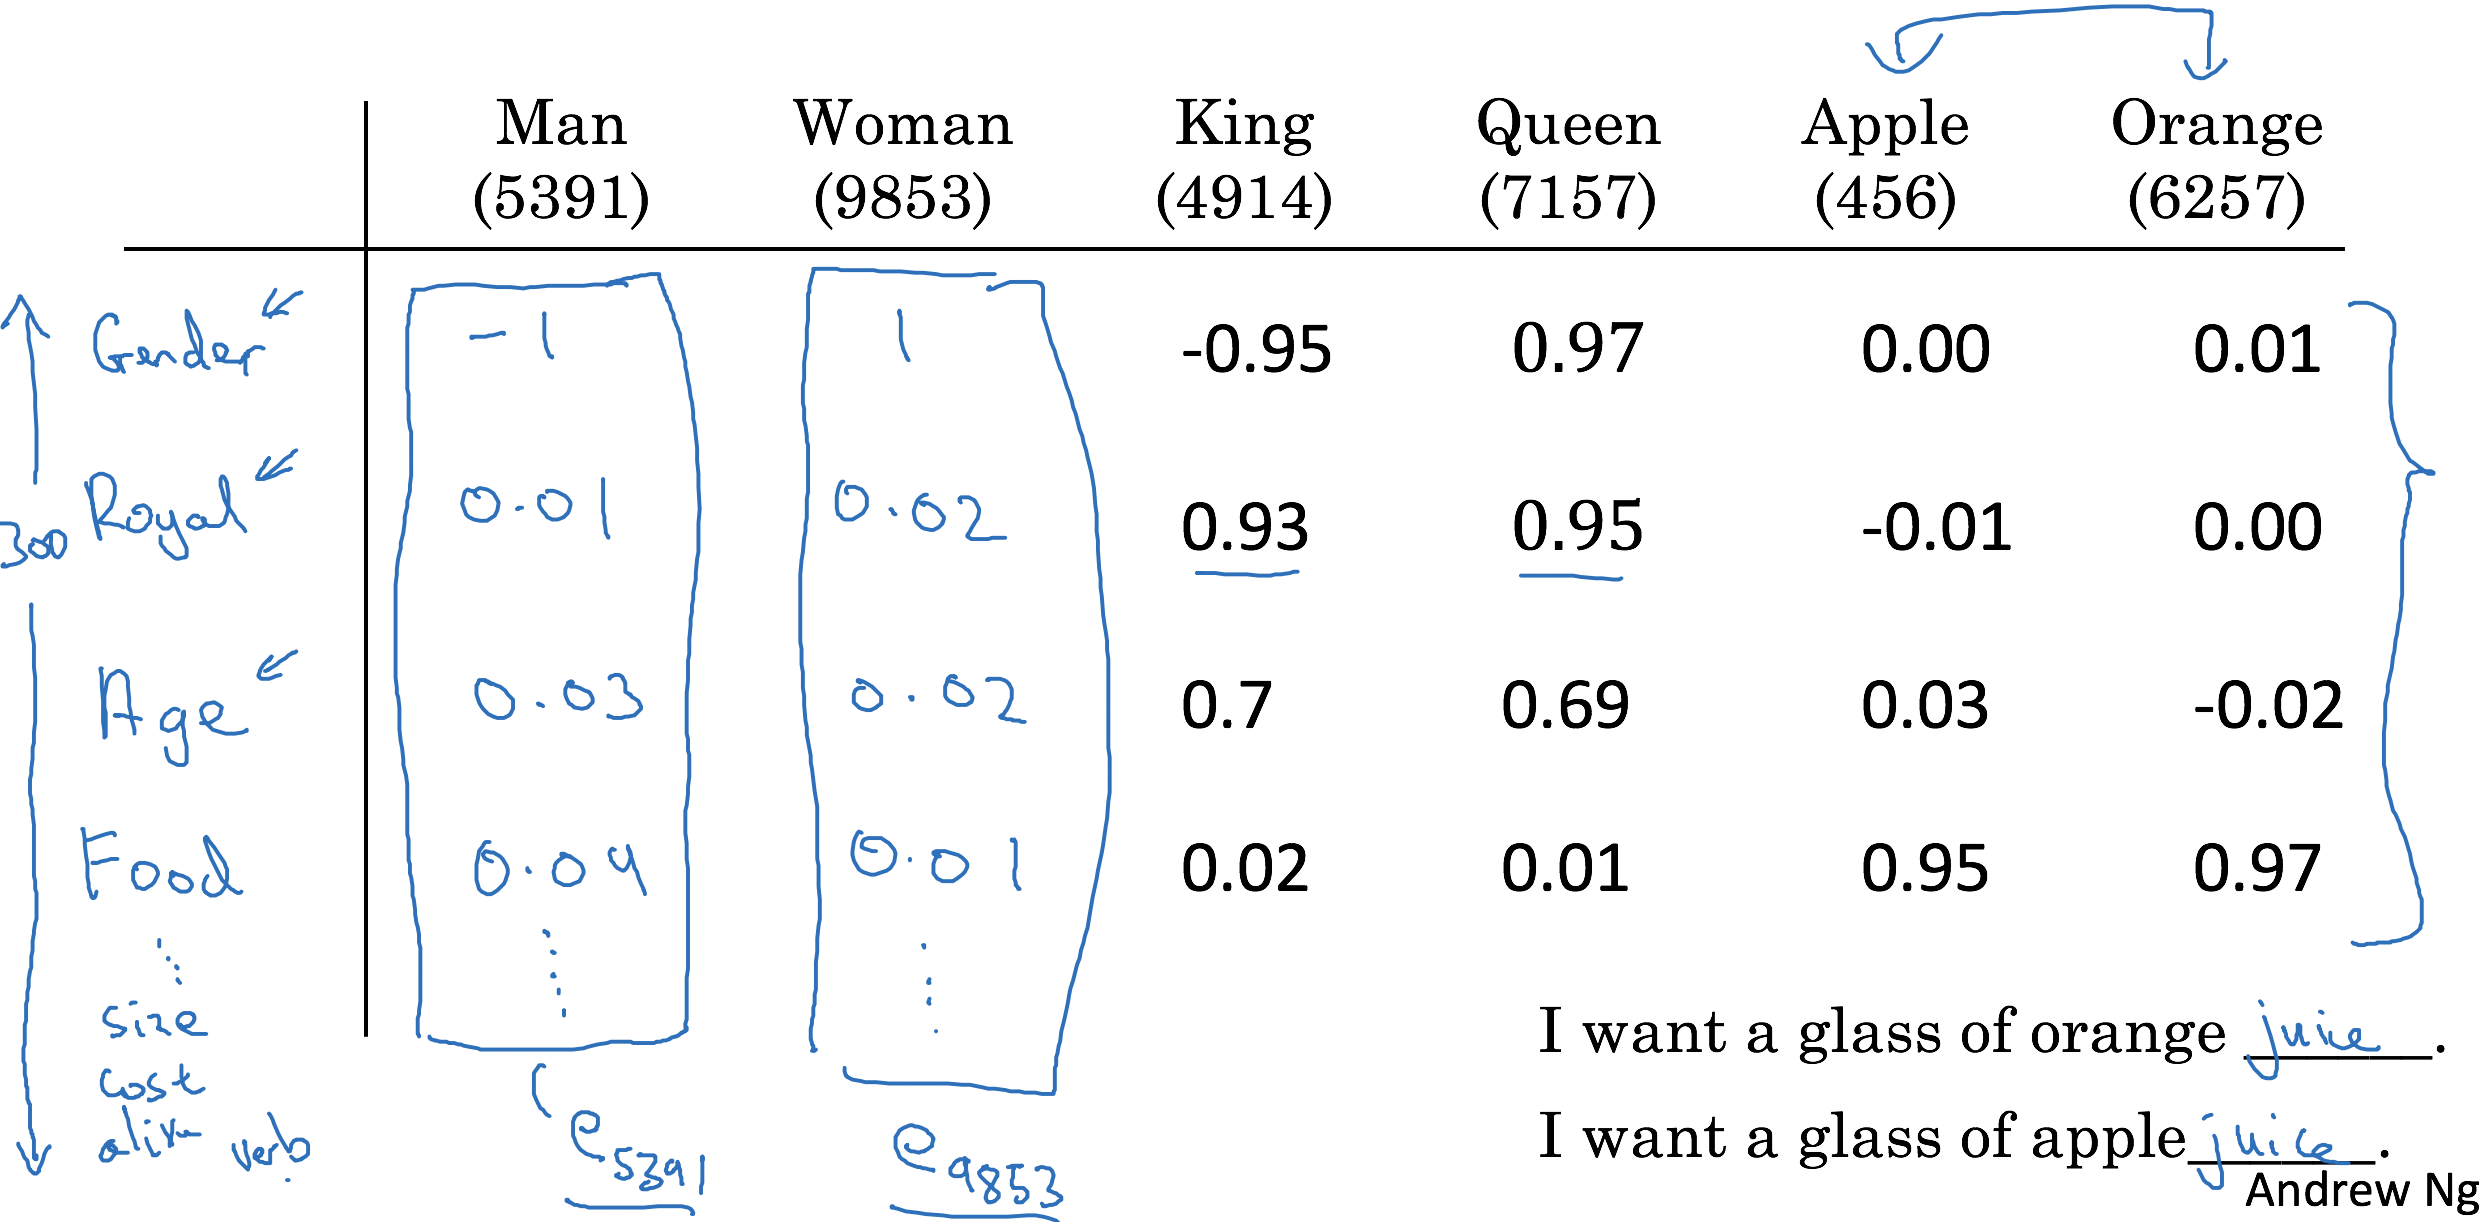 Man Woman King Queen Apple Orange
(5391) (9853) (4914) (7157) (456) (6257)
Gender -1 1 -0.95 0.97 0.00 0.01
300 Royal 0.01 0.02 0.93 0.95 -0.01 0.00
Age 0.03 0.02 0.7 0.69 0.03 -0.02
Food 0.04 0.01 0.02 0.01 0.95 0.97
size
cost
alive verb
e5391 e9853
I want a glass of orange juice.
I want a glass of apple juice.
Andrew Ng